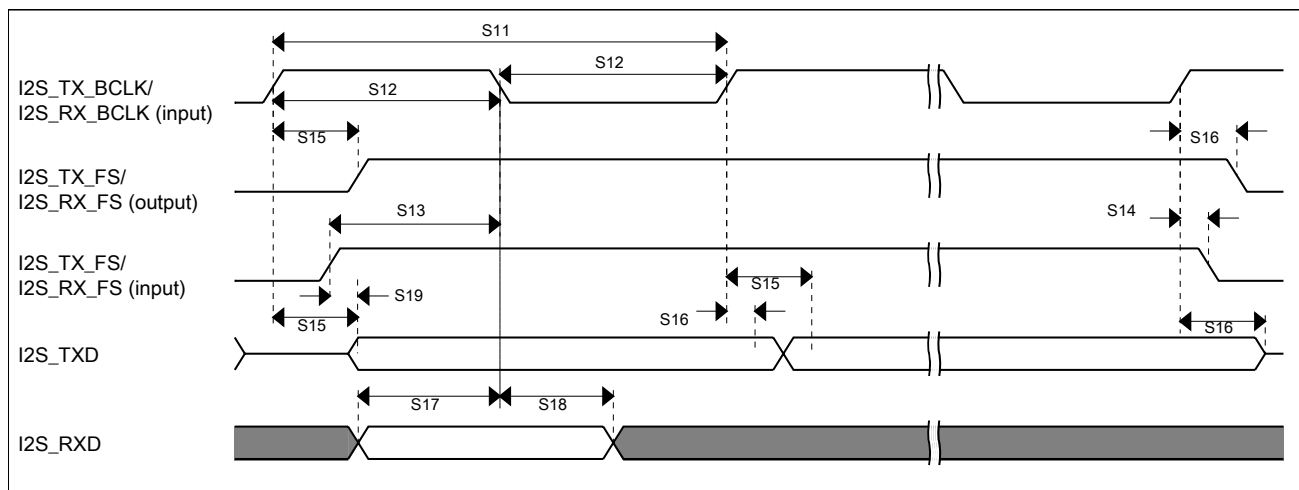 S11
I2S_TX_BCLK/
I2S_RX_BCLK (input)
S12
S12
S15
S16
I2S_TX_FS/
I2S_RX_FS (output)
S13
S14
I2S_TX_FS/
I2S_RX_FS (input)
S15
S19
S15
S16
S16
I2S_TXD
S17
S18
I2S_RXD